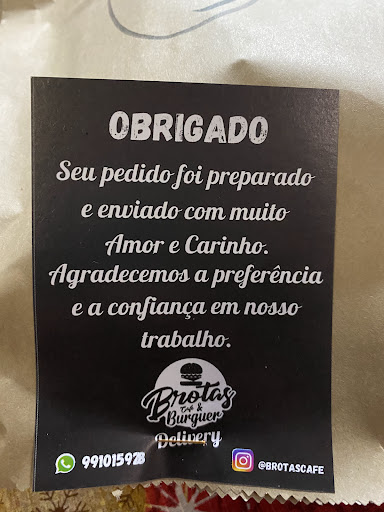 OBRIGADO
Seu pedido foi preparado
e enviado com muito
Amor e Carinho.
Agradecemos a preferência
e a confiança em nosso
trabalho.
Brotas
Café &
Burguer
Delivery
991015928 @BROTASCAFE